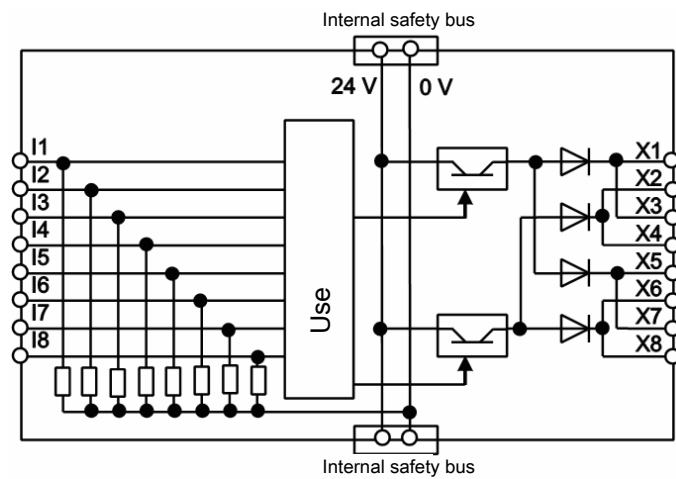 Internal safety bus
24 V 0 V
I1
I2
I3
I4
I5
I6
I7
I8
Use
X1
X2
X3
X4
X5
X6
X7
X8
Internal safety bus